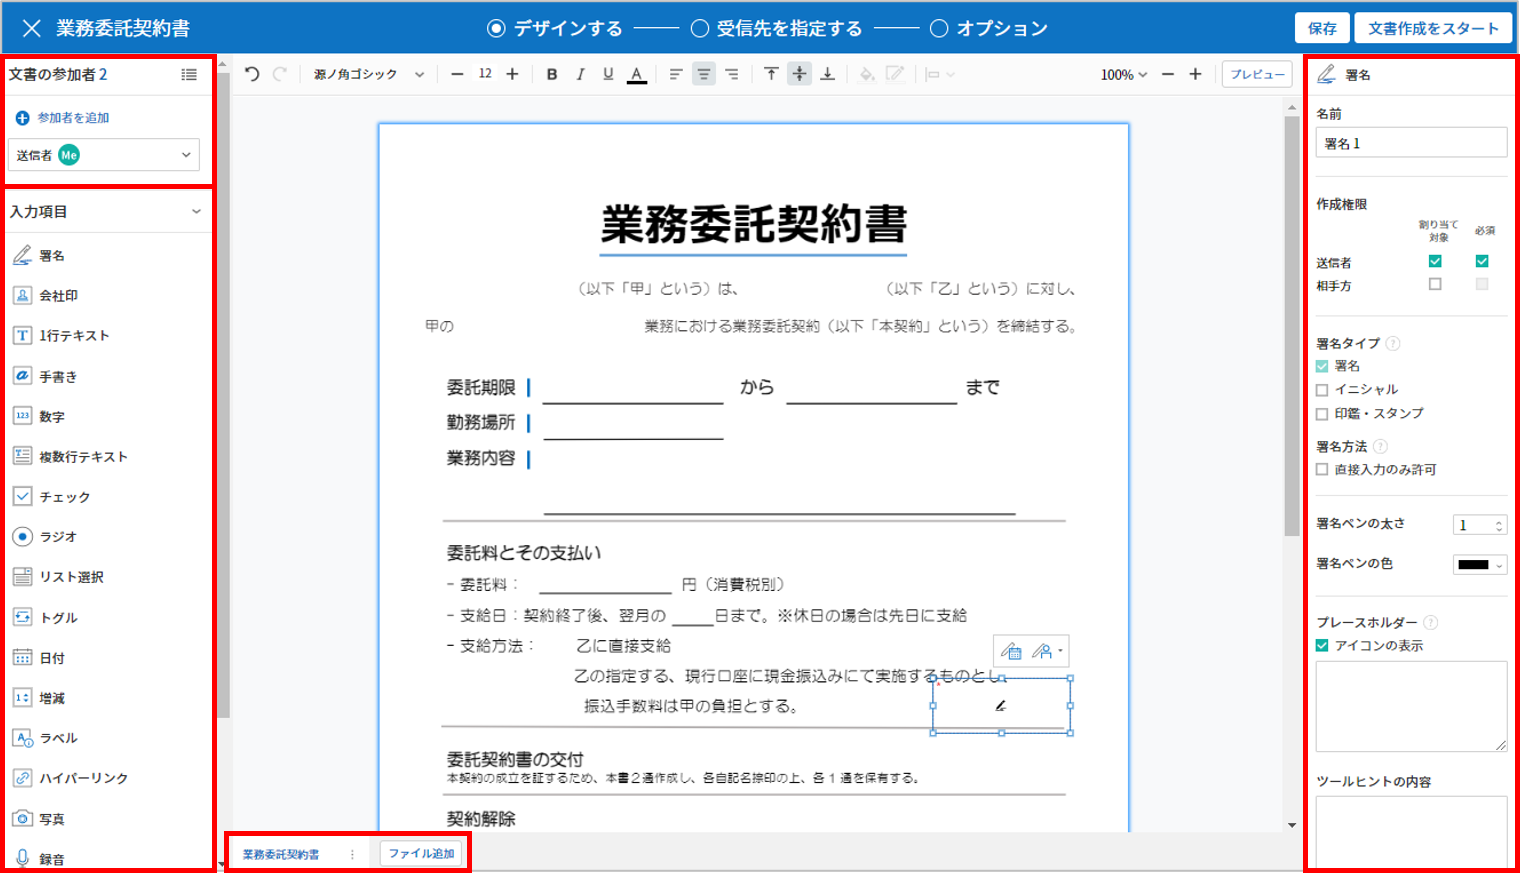 業務委託契約書
デザインする
受信先を指定する
オプション
保存
文書作成をスタート
文書の参加者 2
参加者を追加
送信者 Me
入力項目
署名
会社印
T 1行テキスト
a 手書き
123 数字
複数行テキスト
チェック
ラジオ
リスト選択
トグル
日付
増減
ラベル
ハイパーリンク
写真
録音
源ノ角ゴシック
12
B I U A
100%
プレビュー
業務委託契約書
（以下「甲」という）は、 （以下「乙」という）に対し、
甲の 業務における業務委託契約（以下「本契約」という）を締結する。
委託期限 から まで
勤務場所
業務内容
委託料とその支払い
- 委託料： 円（消費税別）
- 支給日：契約終了後、翌月の 日まで。※休日の場合は先日に支給
- 支給方法： 乙に直接支給
乙の指定する、現行口座に現金振込みにて実施するものとし、
振込手数料は甲の負担とする。
委託契約書の交付
本契約の成立を証するため、本書２通作成し、各自記名捺印の上、各１通を保有する。
契約解除
業務委託契約書
ファイル追加
署名
名前
署名 1
作成権限
割り当て対象
必須
送信者
相手方
署名タイプ ?
署名
イニシャル
印鑑・スタンプ
署名方法 ?
直接入力のみ許可
署名ペンの太さ 1
署名ペンの色
プレースホルダー ?
アイコンの表示
ツールヒントの内容